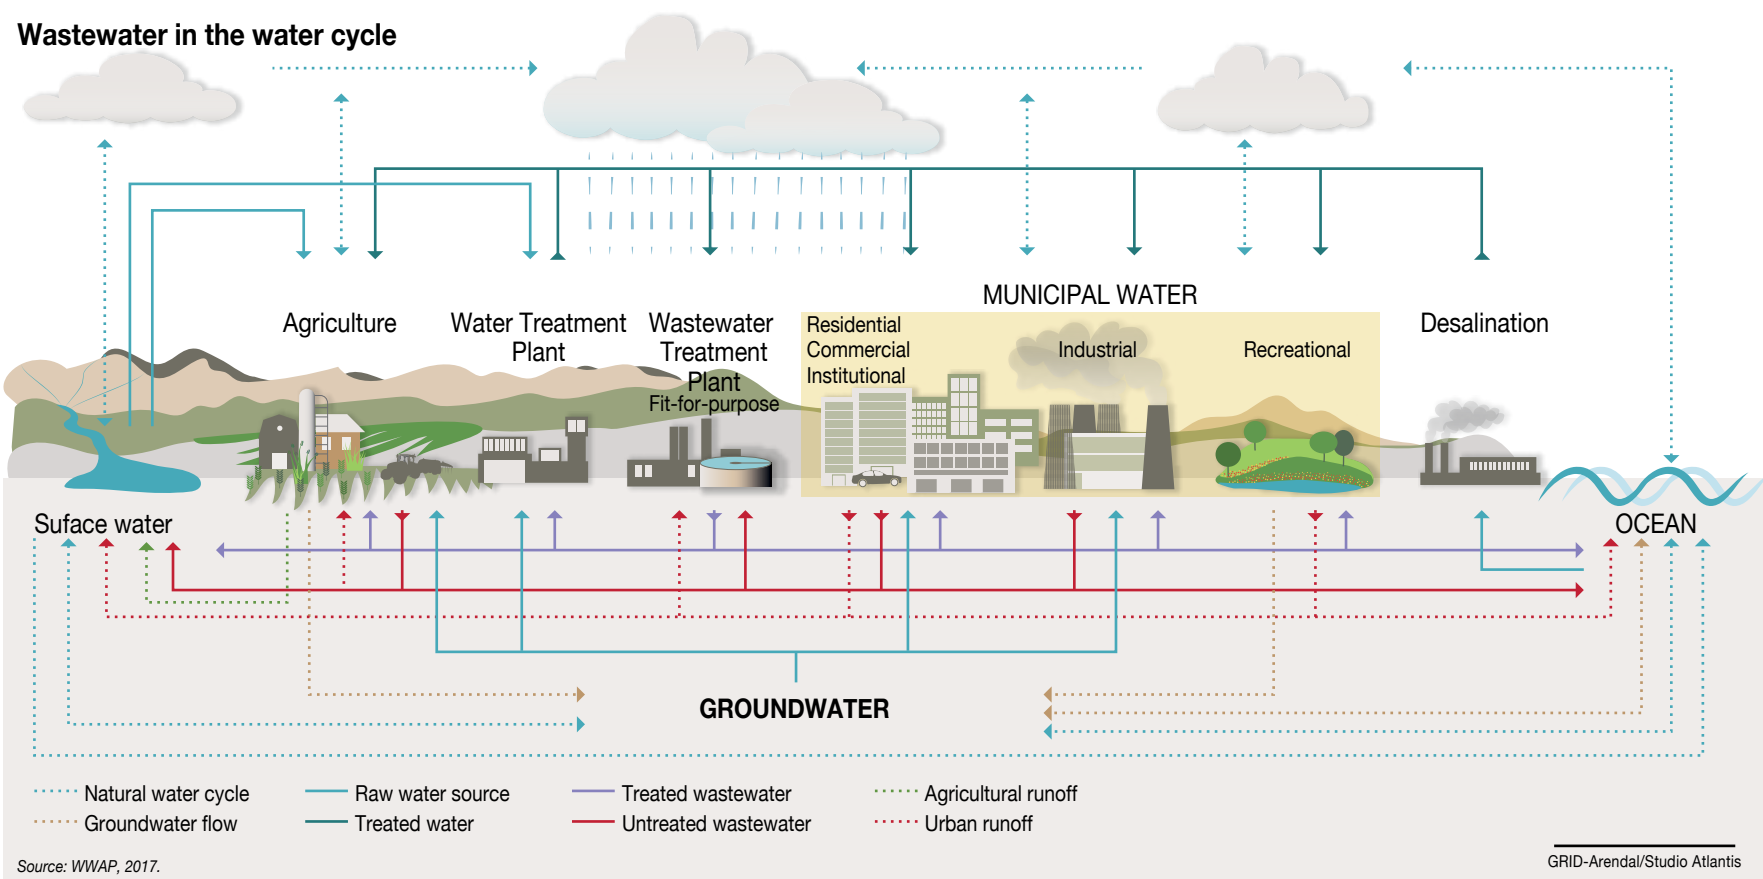 Wastewater in the water cycle
MUNICIPAL WATER
Agriculture
Water Treatment
Plant
Wastewater
Treatment
Plant
Fit-for-purpose
Residential
Commercial
Institutional
Industrial
Recreational
Desalination
Suface water
OCEAN
GROUNDWATER
Natural water cycle
Raw water source
Treated wastewater
Agricultural runoff
Groundwater flow
Treated water
Untreated wastewater
Urban runoff
Source: WWAP, 2017.
GRID-Arendal/Studio Atlantis